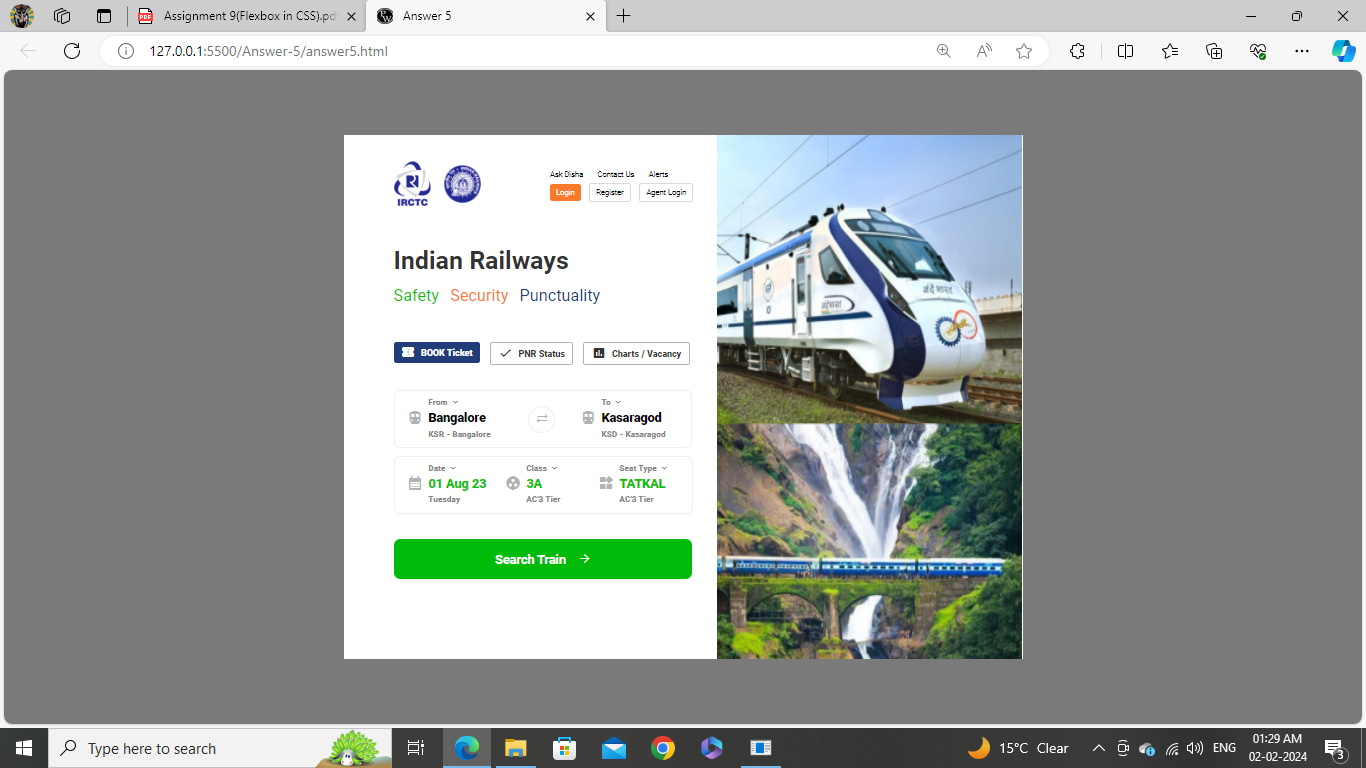 Assignment 9(Flexbox in CSS).pd
Answer 5
127.0.0.1:5500/Answer-5/answer5.html
IRCTC
Ask Disha Contact Us Alerts
Login Register Agent Login
Indian Railways
Safety Security Punctuality
BOOK Ticket PNR Status Charts / Vacancy
From To
Bangalore Kasaragod
KSR - Bangalore KSD - Kasaragod
Date Class Seat Type
01 Aug 23 3A TATKAL
Tuesday AC'3 Tier AC'3 Tier
Search Train
वंदे भारत
Type here to search
15°C Clear
ENG
01:29 AM
02-02-2024
3